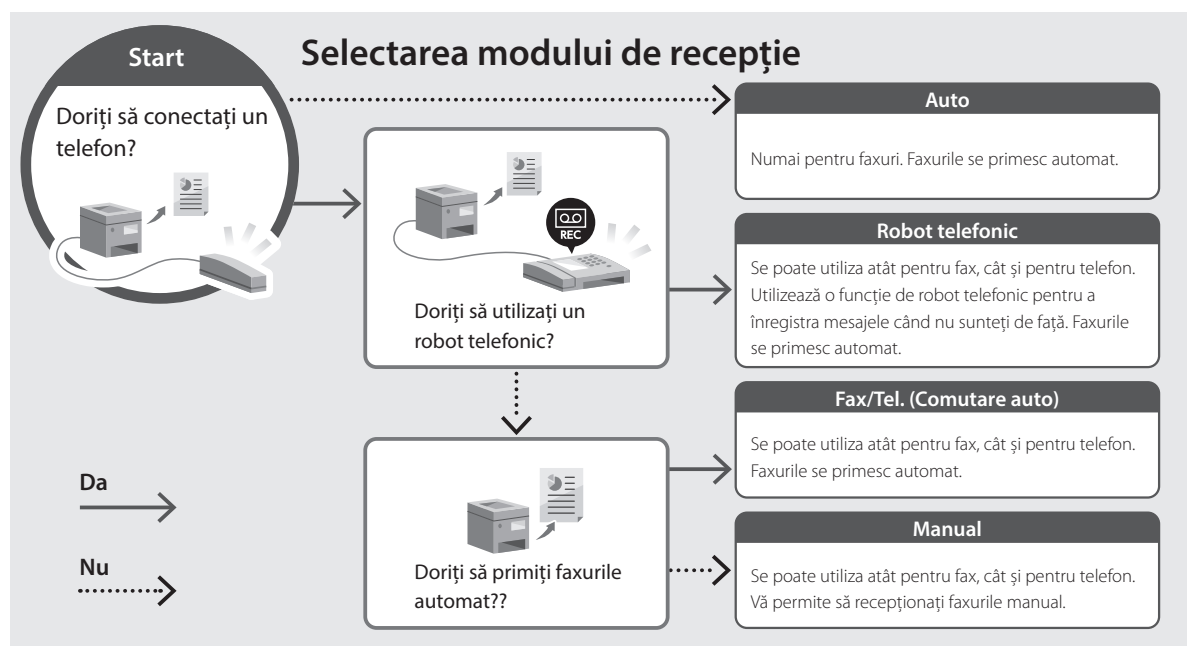 Selectarea modului de recepție
Start
Doriți să conectați un
telefon?
REC
Doriți să utilizați un
robot telefonic?
Doriți să primiți faxurile
automat??
Auto
Numai pentru faxuri. Faxurile se primesc automat.
Robot telefonic
Se poate utiliza atât pentru fax, cât și pentru telefon.
Utilizează o funcție de robot telefonic pentru a
înregistra mesajele când nu sunteți de față. Faxurile
se primesc automat.
Fax/Tel. (Comutare auto)
Se poate utiliza atât pentru fax, cât și pentru telefon.
Faxurile se primesc automat.
Manual
Se poate utiliza atât pentru fax, cât și pentru telefon.
Vă permite să recepționați faxurile manual.
Da
Nu